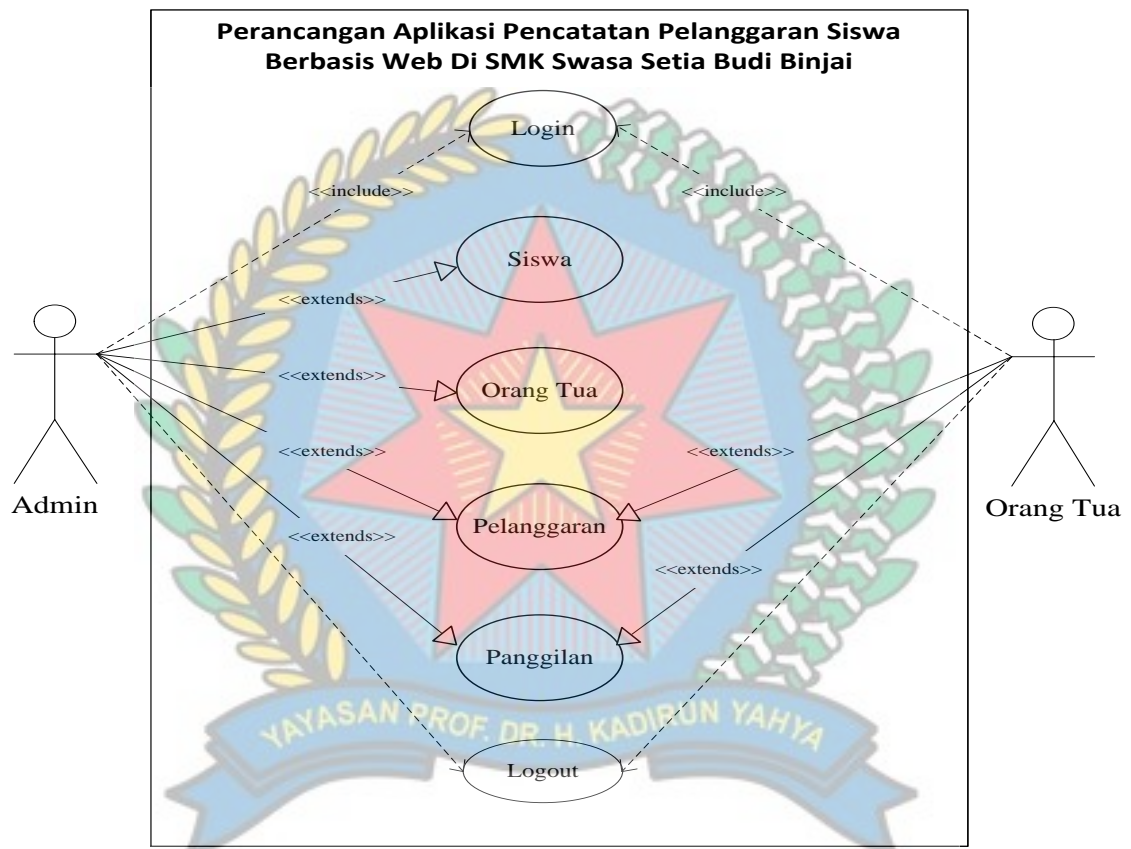 Perancangan Aplikasi Pencatatan Pelanggaran Siswa
Berbasis Web Di SMK Swasa Setia Budi Binjai
Login
<<include>>
<<include>>
Siswa
<<extends>>
Orang Tua
<<extends>>
<<extends>>
<<extends>>
Admin
Orang Tua
Pelanggaran
<<extends>>
<<extends>>
Panggilan
YAYASAN PROF. DR. H. KADIRUN YAHYA
Logout